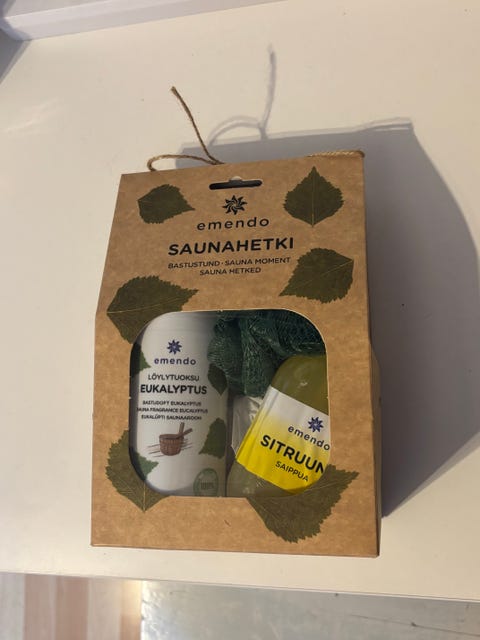 emendo
SAUNAHETKI
BASTUSTUND · SAUNA MOMENT
SAUNA HETKED
emendo
LÖYLYTUOKSU
EUKALYPTUS
BASTUDOFT EUKALYPTUS
SAUNA FRAGRANCE EUCALYPTUS
EUKALÜPTI SAUNAAROOM
emendo
SITRUUN
SAIPPUA